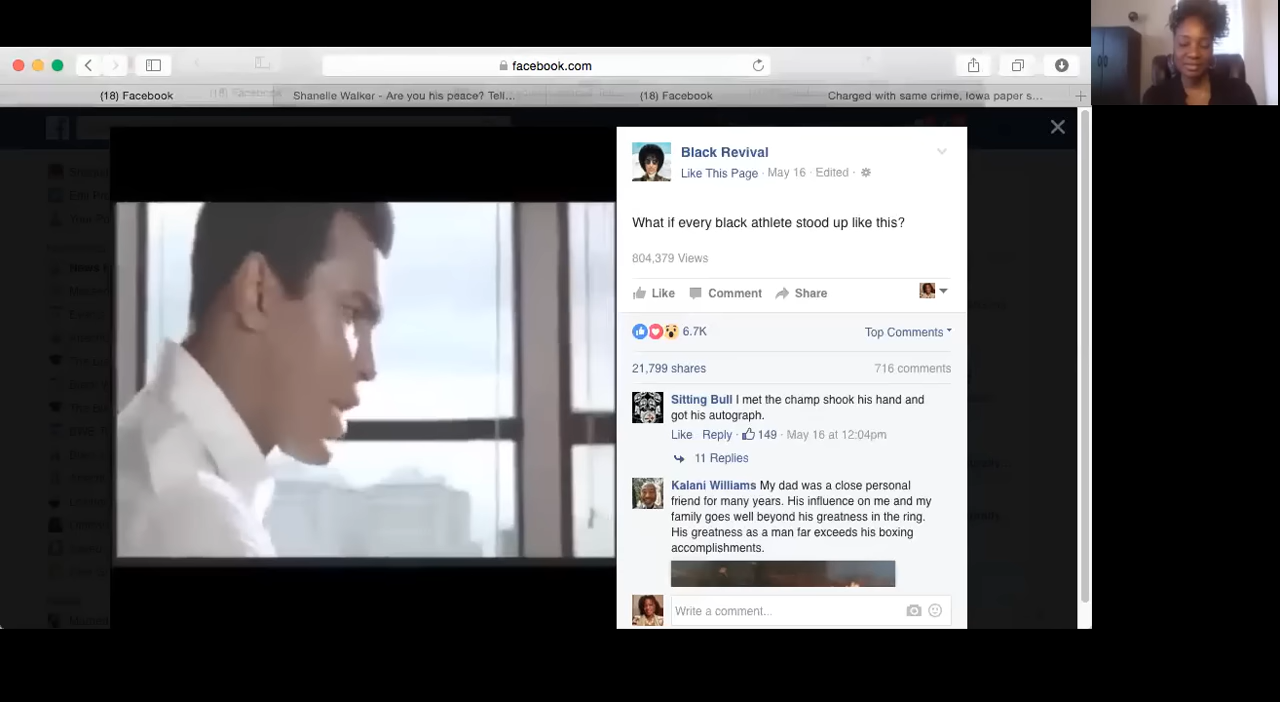 facebook.com
(18) Facebook
Shanelle Walker - Are you his peace? Tell...
(18) Facebook
Charged with same crime, Iowa paper s...
Black Revival
Like This Page · May 16 · Edited ·
What if every black athlete stood up like this?
804,379 Views
Like Comment Share
6.7K
Top Comments
21,799 shares
716 comments
Sitting Bull I met the champ shook his hand and
got his autograph.
Like Reply · 149 · May 16 at 12:04pm
11 Replies
Kalani Williams My dad was a close personal
friend for many years. His influence on me and my
family goes well beyond his greatness in the ring.
His greatness as a man far exceeds his boxing
accomplishments.
Write a comment...